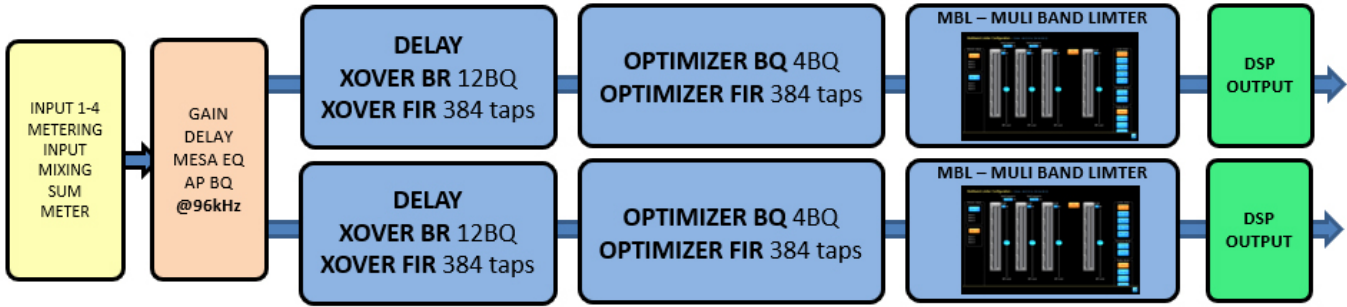 INPUT 1-4
METERING
INPUT
MIXING
SUM
METER
GAIN
DELAY
MESA EQ
AP BQ
@96kHz
DELAY
XOVER BR 12BQ
XOVER FIR 384 taps
OPTIMIZER BQ 4BQ
OPTIMIZER FIR 384 taps
MBL – MULI BAND LIMTER
DSP
OUTPUT
DELAY
XOVER BR 12BQ
XOVER FIR 384 taps
OPTIMIZER BQ 4BQ
OPTIMIZER FIR 384 taps
MBL – MULI BAND LIMTER
DSP
OUTPUT